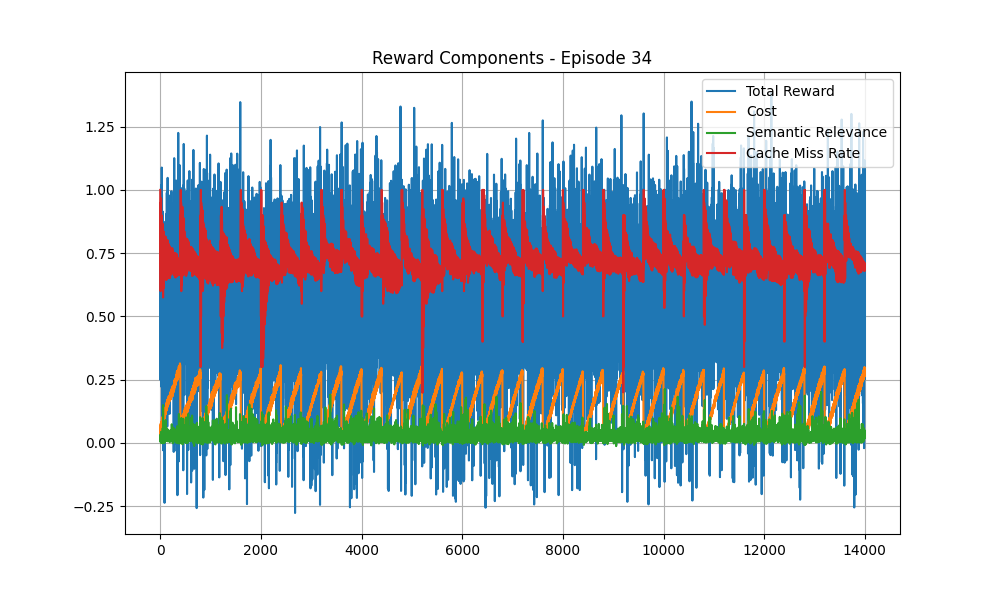 Reward Components - Episode 34
Total Reward
Cost
Semantic Relevance
Cache Miss Rate
1.25
1.00
0.75
0.50
0.25
0.00
−0.25
0 2000 4000 6000 8000 10000 12000 14000